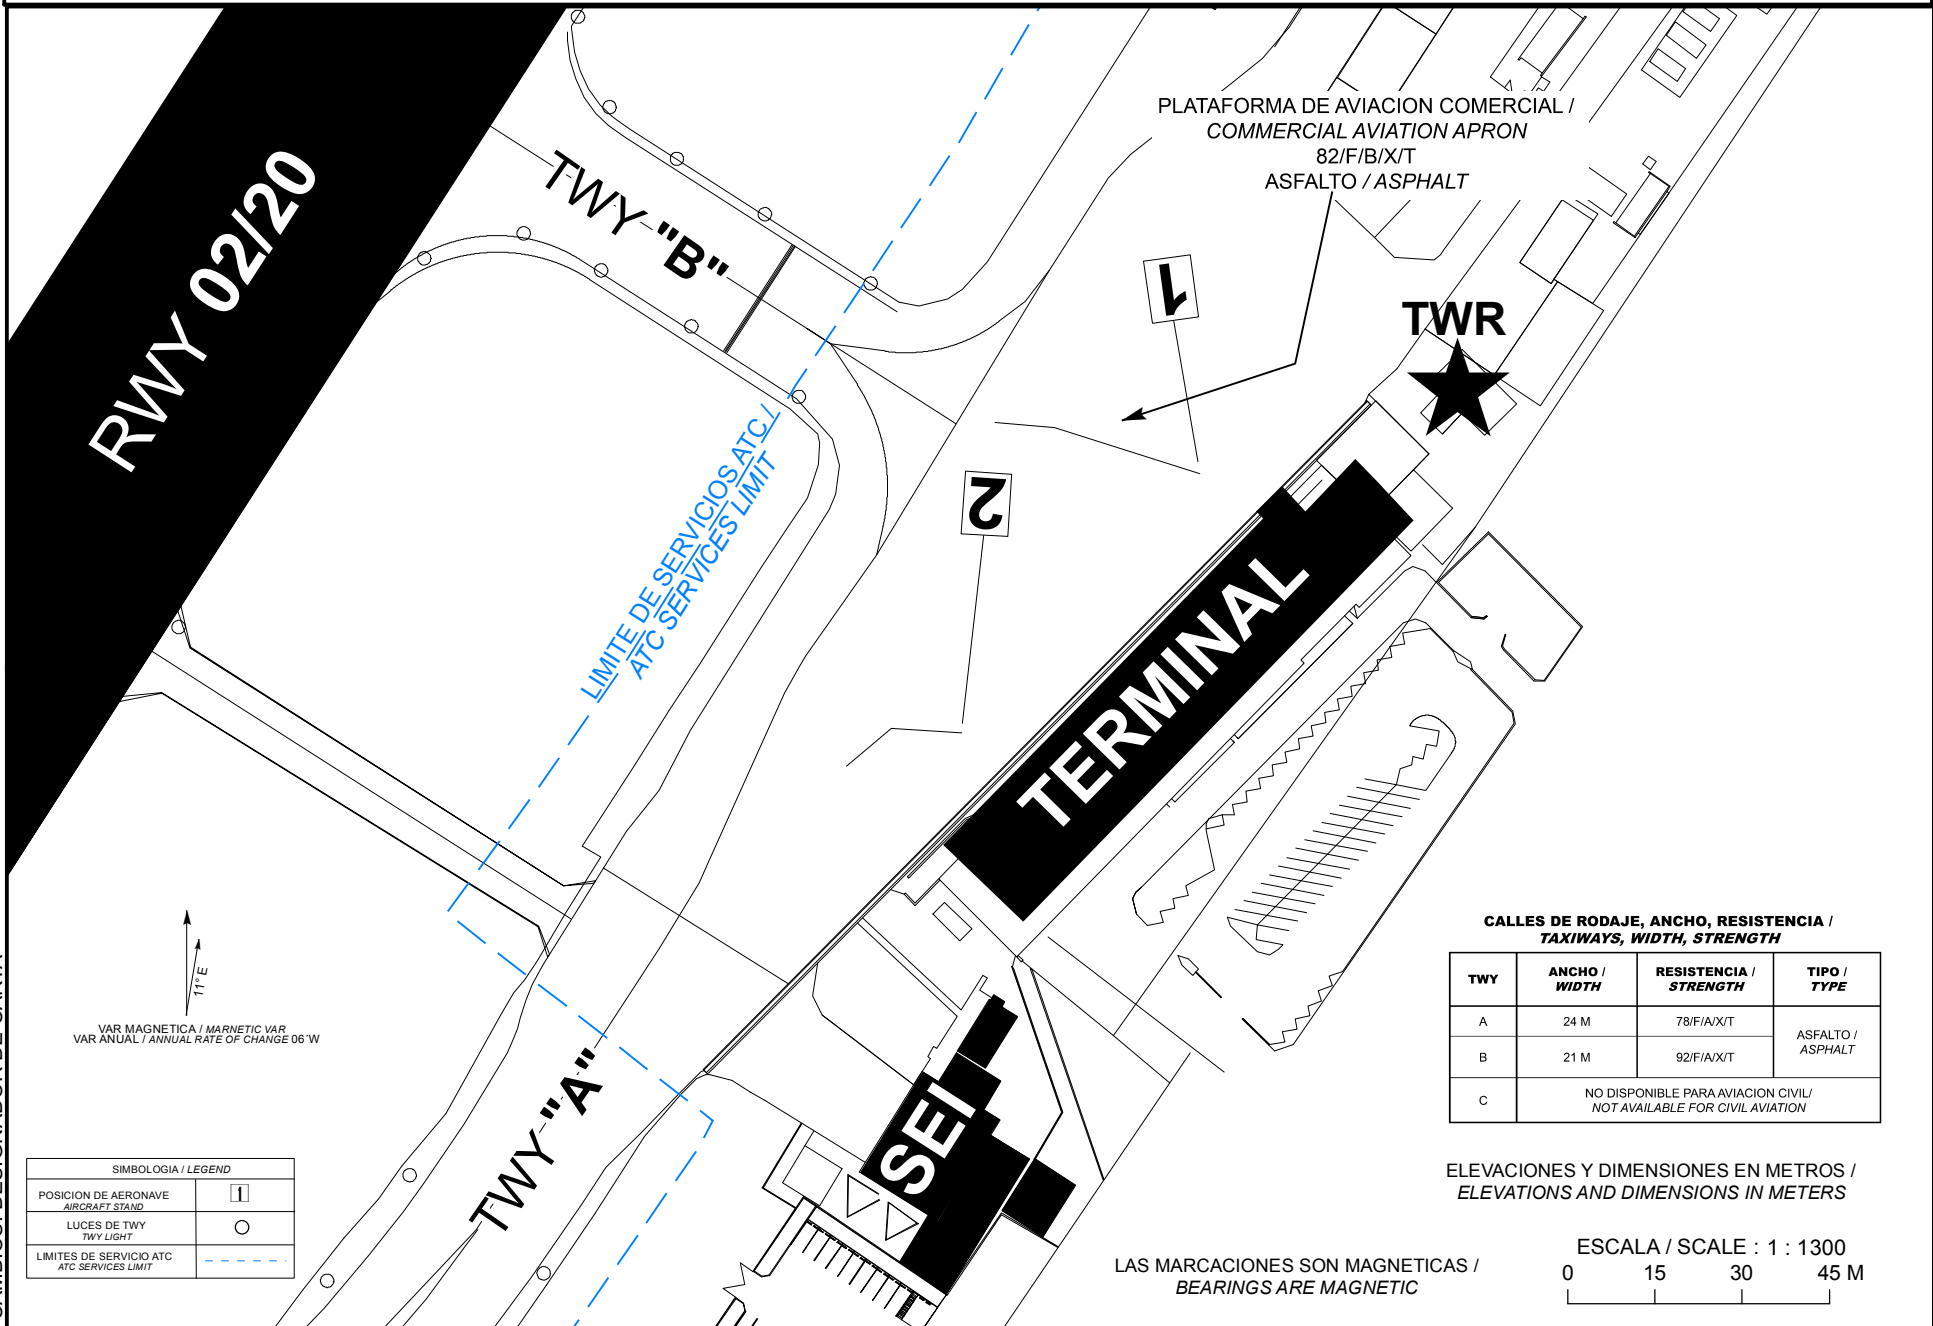 PLATAFORMA DE AVIACION COMERCIAL /
COMMERCIAL AVIATION APRON
82/F/B/X/T
ASFALTO / ASPHALT
TWY "B"
RWY 02/20
1
TWR
2
LIMITE DE SERVICIOS ATC /
ATC SERVICES LIMIT
TERMINAL
11° E
VAR MAGNETICA / MARNETIC VAR
VAR ANUAL / ANNUAL RATE OF CHANGE 06´W
TWY "A"
SEI
CALLES DE RODAJE, ANCHO, RESISTENCIA /
TAXIWAYS, WIDTH, STRENGTH
TWY
ANCHO /
WIDTH
RESISTENCIA /
STRENGTH
TIPO /
TYPE
A
24 M
78/F/A/X/T
ASFALTO /
ASPHALT
B
21 M
92/F/A/X/T
C
NO DISPONIBLE PARA AVIACION CIVIL/
NOT AVAILABLE FOR CIVIL AVIATION
SIMBOLOGIA / LEGEND
POSICION DE AERONAVE
AIRCRAFT STAND
1
LUCES DE TWY
TWY LIGHT
LIMITES DE SERVICIO ATC
ATC SERVICES LIMIT
ELEVACIONES Y DIMENSIONES EN METROS /
ELEVATIONS AND DIMENSIONS IN METERS
LAS MARCACIONES SON MAGNETICAS /
BEARINGS ARE MAGNETIC
ESCALA / SCALE : 1 : 1300
0 15 30 45 M